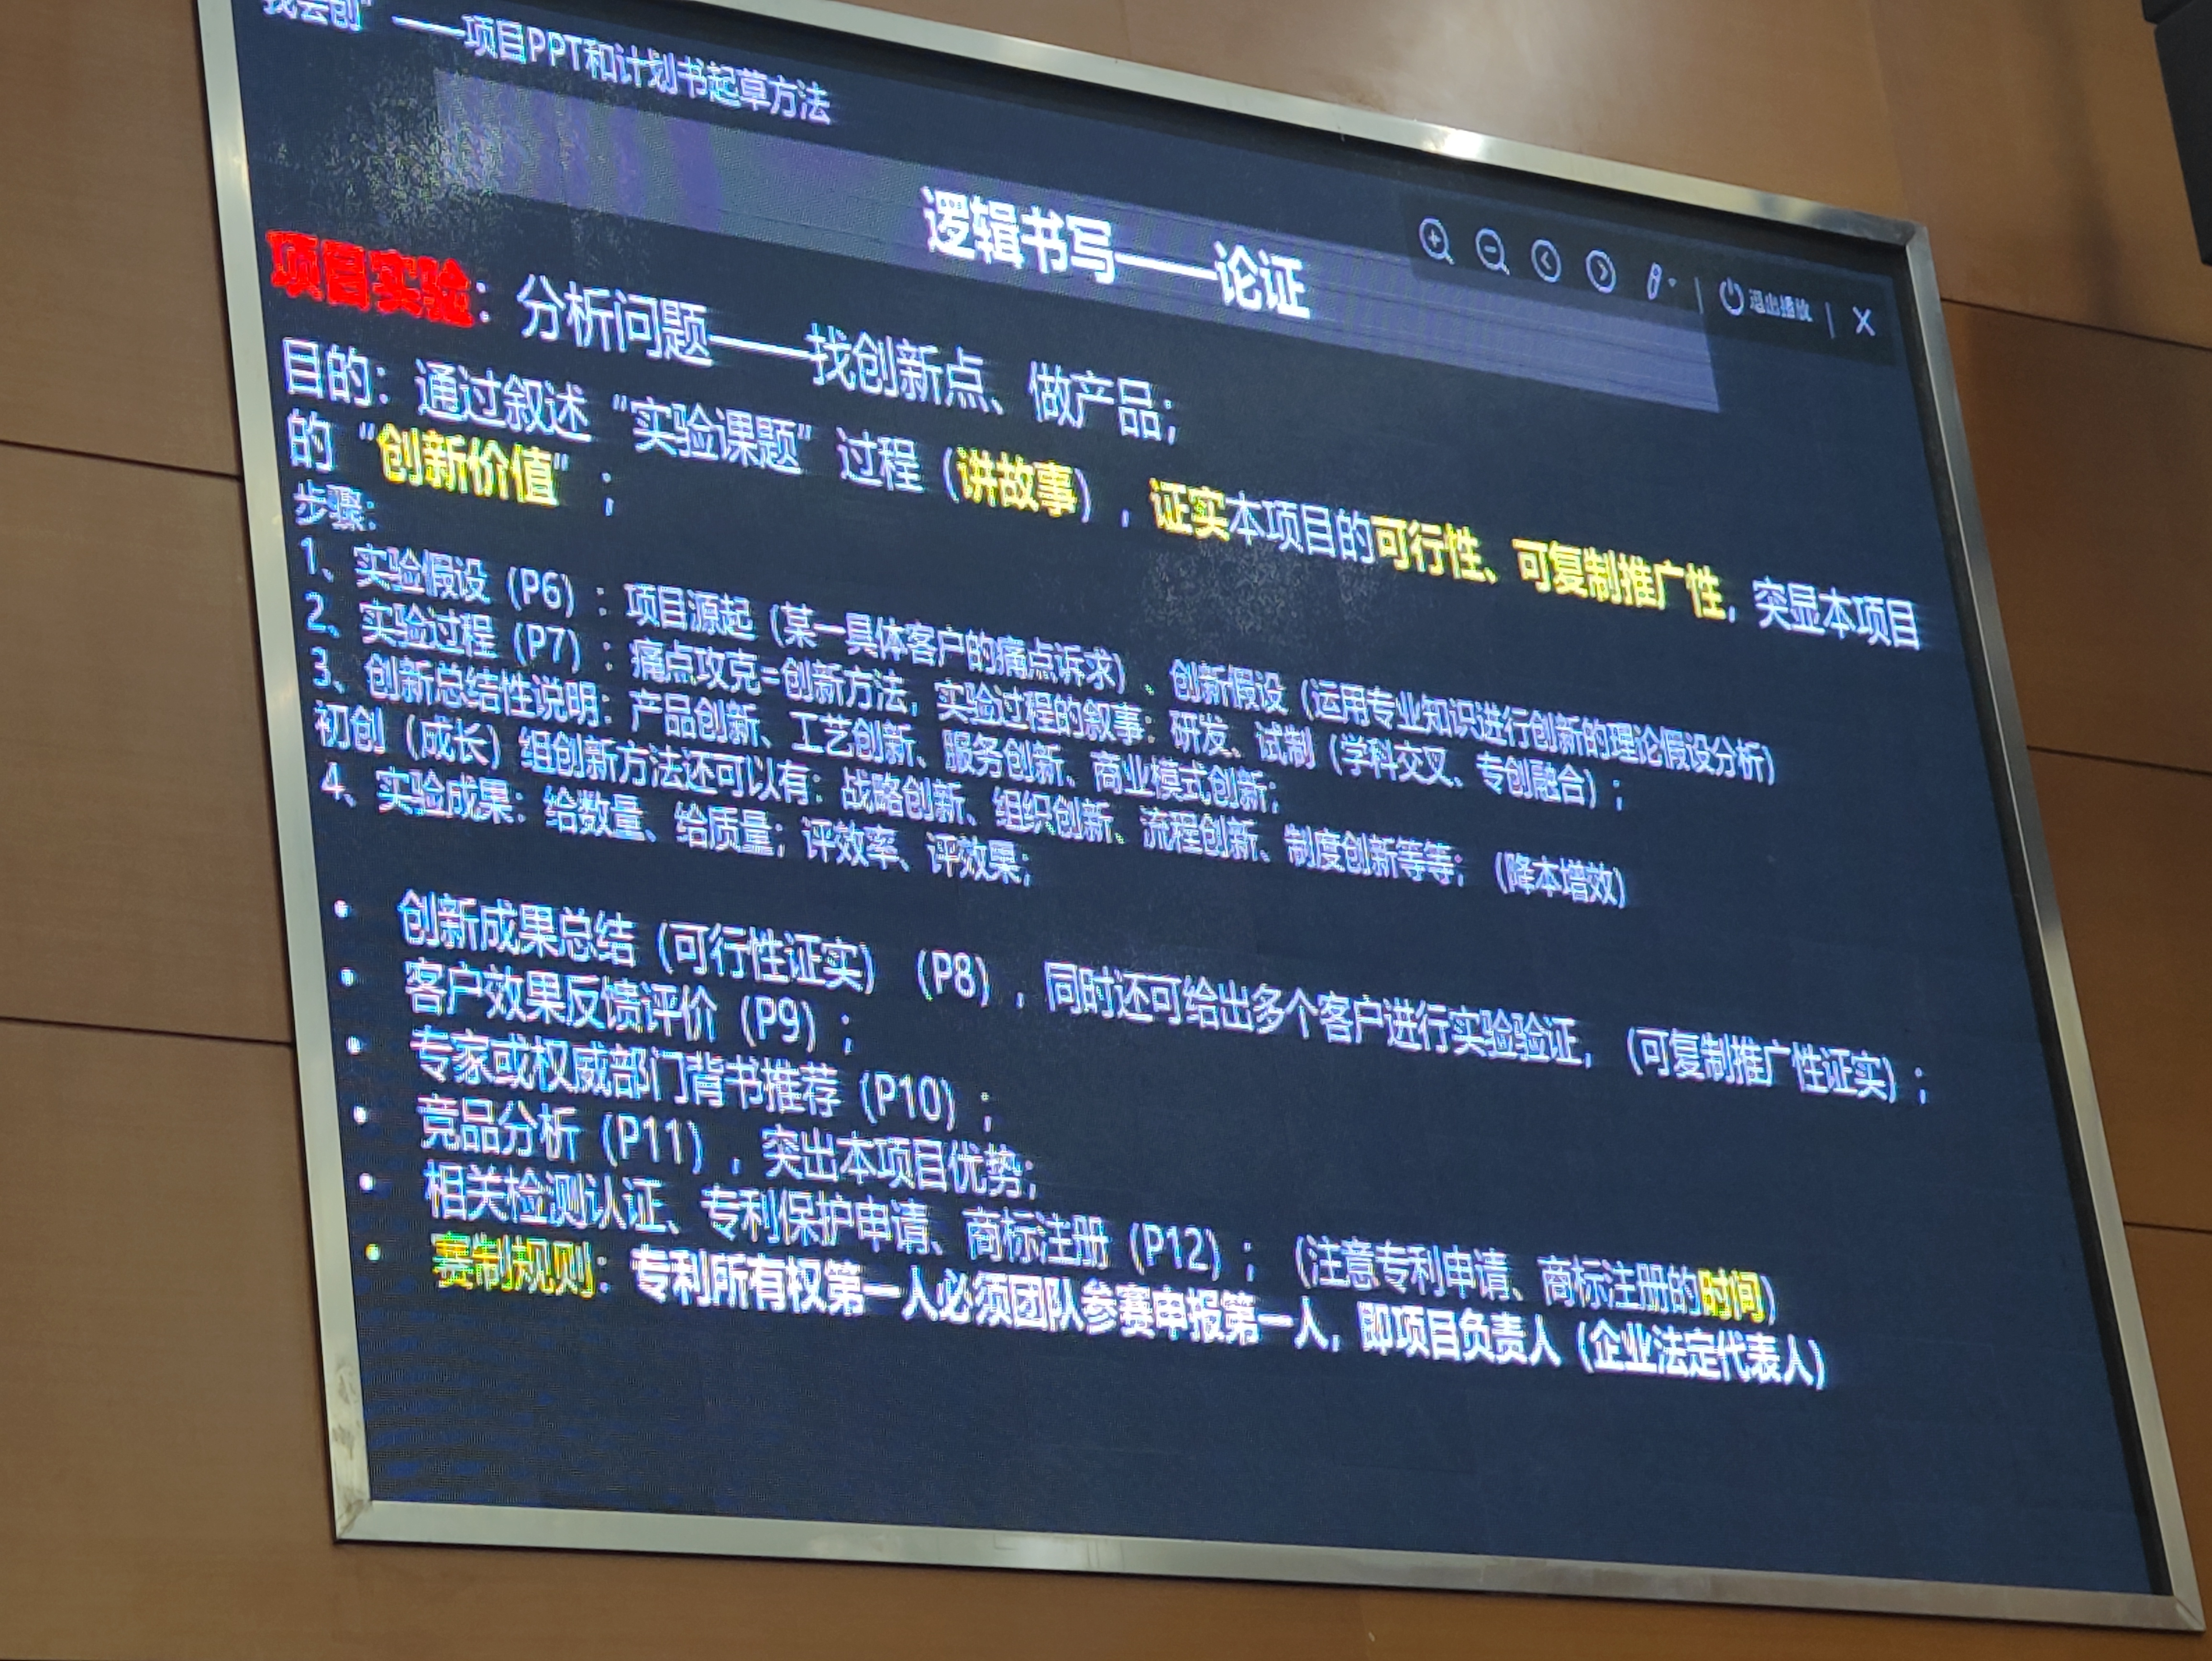 我会创”——项目PPT和计划书起草方法
逻辑书写——论证
退出播放
项目实验：分析问题——找创新点、做产品；
目的：通过叙述“实验课题”过程（讲故事），证实本项目的可行性、可复制推广性，突显本项目
的“创新价值”；
步骤：
1、实验假设（P6）：项目源起（某一具体客户的痛点诉求）、创新假设（运用专业知识进行创新的理论假设分析）
2、实验过程（P7）：痛点攻克=创新方法，实验过程的叙事：研发、试制（学科交叉、专创融合）；
3、创新总结性说明：产品创新、工艺创新、服务创新、商业模式创新；
初创（成长）组创新方法还可以有：战略创新、组织创新、流程创新、制度创新等等；（降本增效）
4、实验成果：给数量、给质量；评效率、评效果；
• 创新成果总结（可行性证实）（P8），同时还可给出多个客户进行实验验证，（可复制推广性证实）；
• 客户效果反馈评价（P9）；
• 专家或权威部门背书推荐（P10）；
• 竞品分析（P11），突出本项目优势；
• 相关检测认证、专利保护申请、商标注册（P12）；（注意专利申请、商标注册的时间）
• 赛制规则：专利所有权第一人必须团队参赛申报第一人，即项目负责人（企业法定代表人）